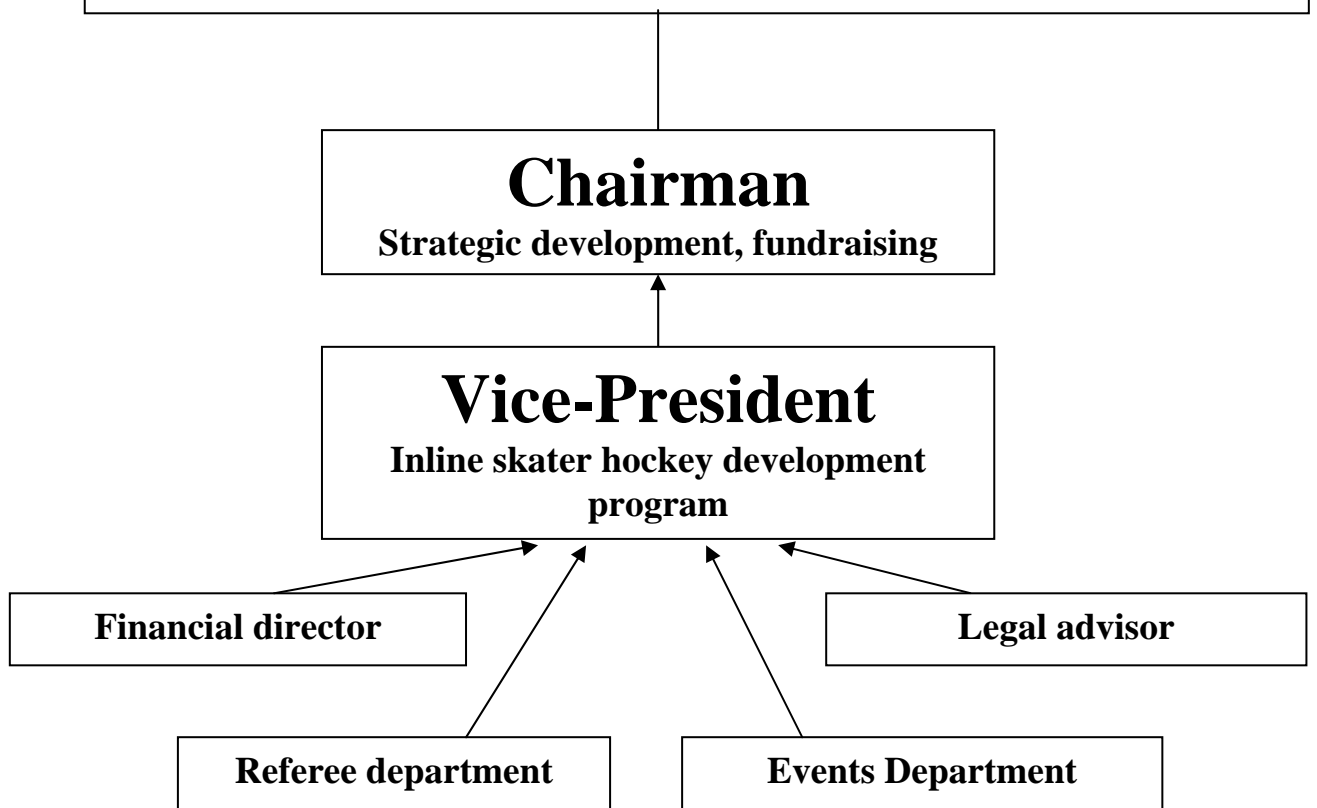 Chairman
Strategic development, fundraising
Vice-President
Inline skater hockey development
program
Financial director
Legal advisor
Referee department
Events Department